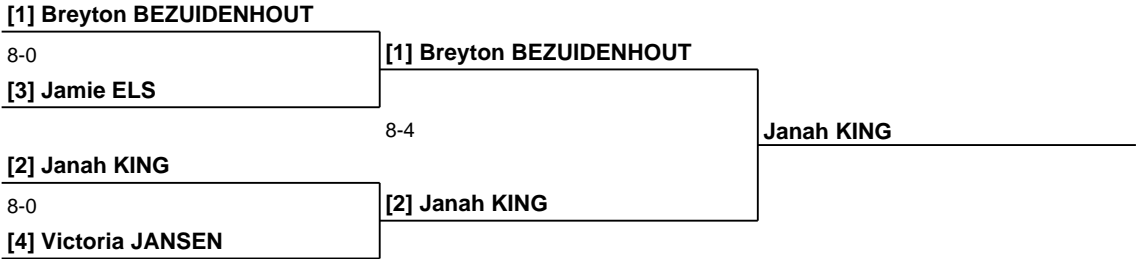 [1] Breyton BEZUIDENHOUT
8-0
[1] Breyton BEZUIDENHOUT
[3] Jamie ELS
8-4
Janah KING
[2] Janah KING
8-0
[2] Janah KING
[4] Victoria JANSEN